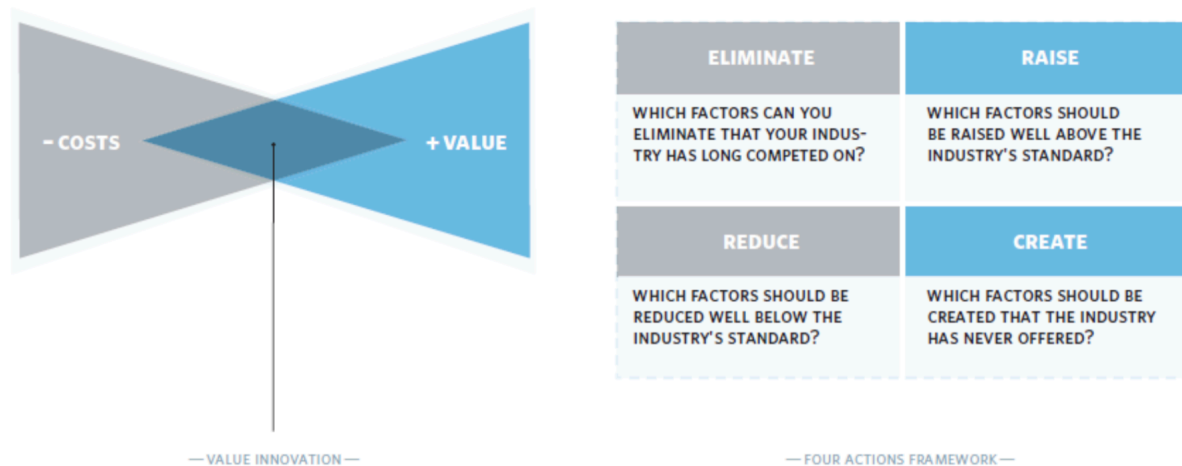 – COSTS
+ VALUE
— VALUE INNOVATION —
ELIMINATE
WHICH FACTORS CAN YOU
ELIMINATE THAT YOUR INDUS-
TRY HAS LONG COMPETED ON?
RAISE
WHICH FACTORS SHOULD
BE RAISED WELL ABOVE THE
INDUSTRY'S STANDARD?
REDUCE
WHICH FACTORS SHOULD BE
REDUCED WELL BELOW THE
INDUSTRY'S STANDARD?
CREATE
WHICH FACTORS SHOULD BE
CREATED THAT THE INDUSTRY
HAS NEVER OFFERED?
— FOUR ACTIONS FRAMEWORK —